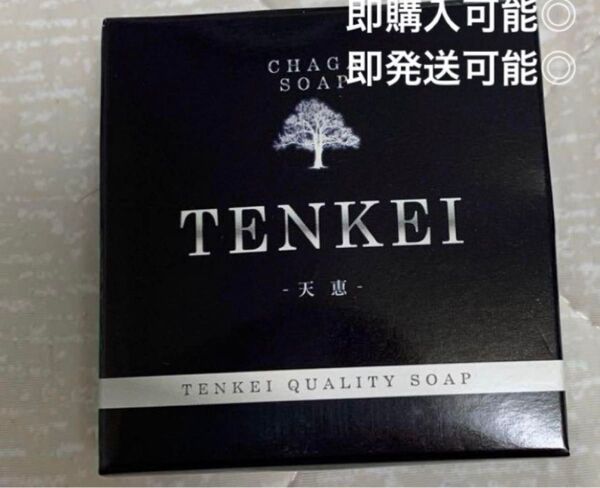 即購入可能◎
即発送可能◎
CHAGA
SOAP
TENKEI
- 天 恵 -
TENKEI QUALITY SOAP